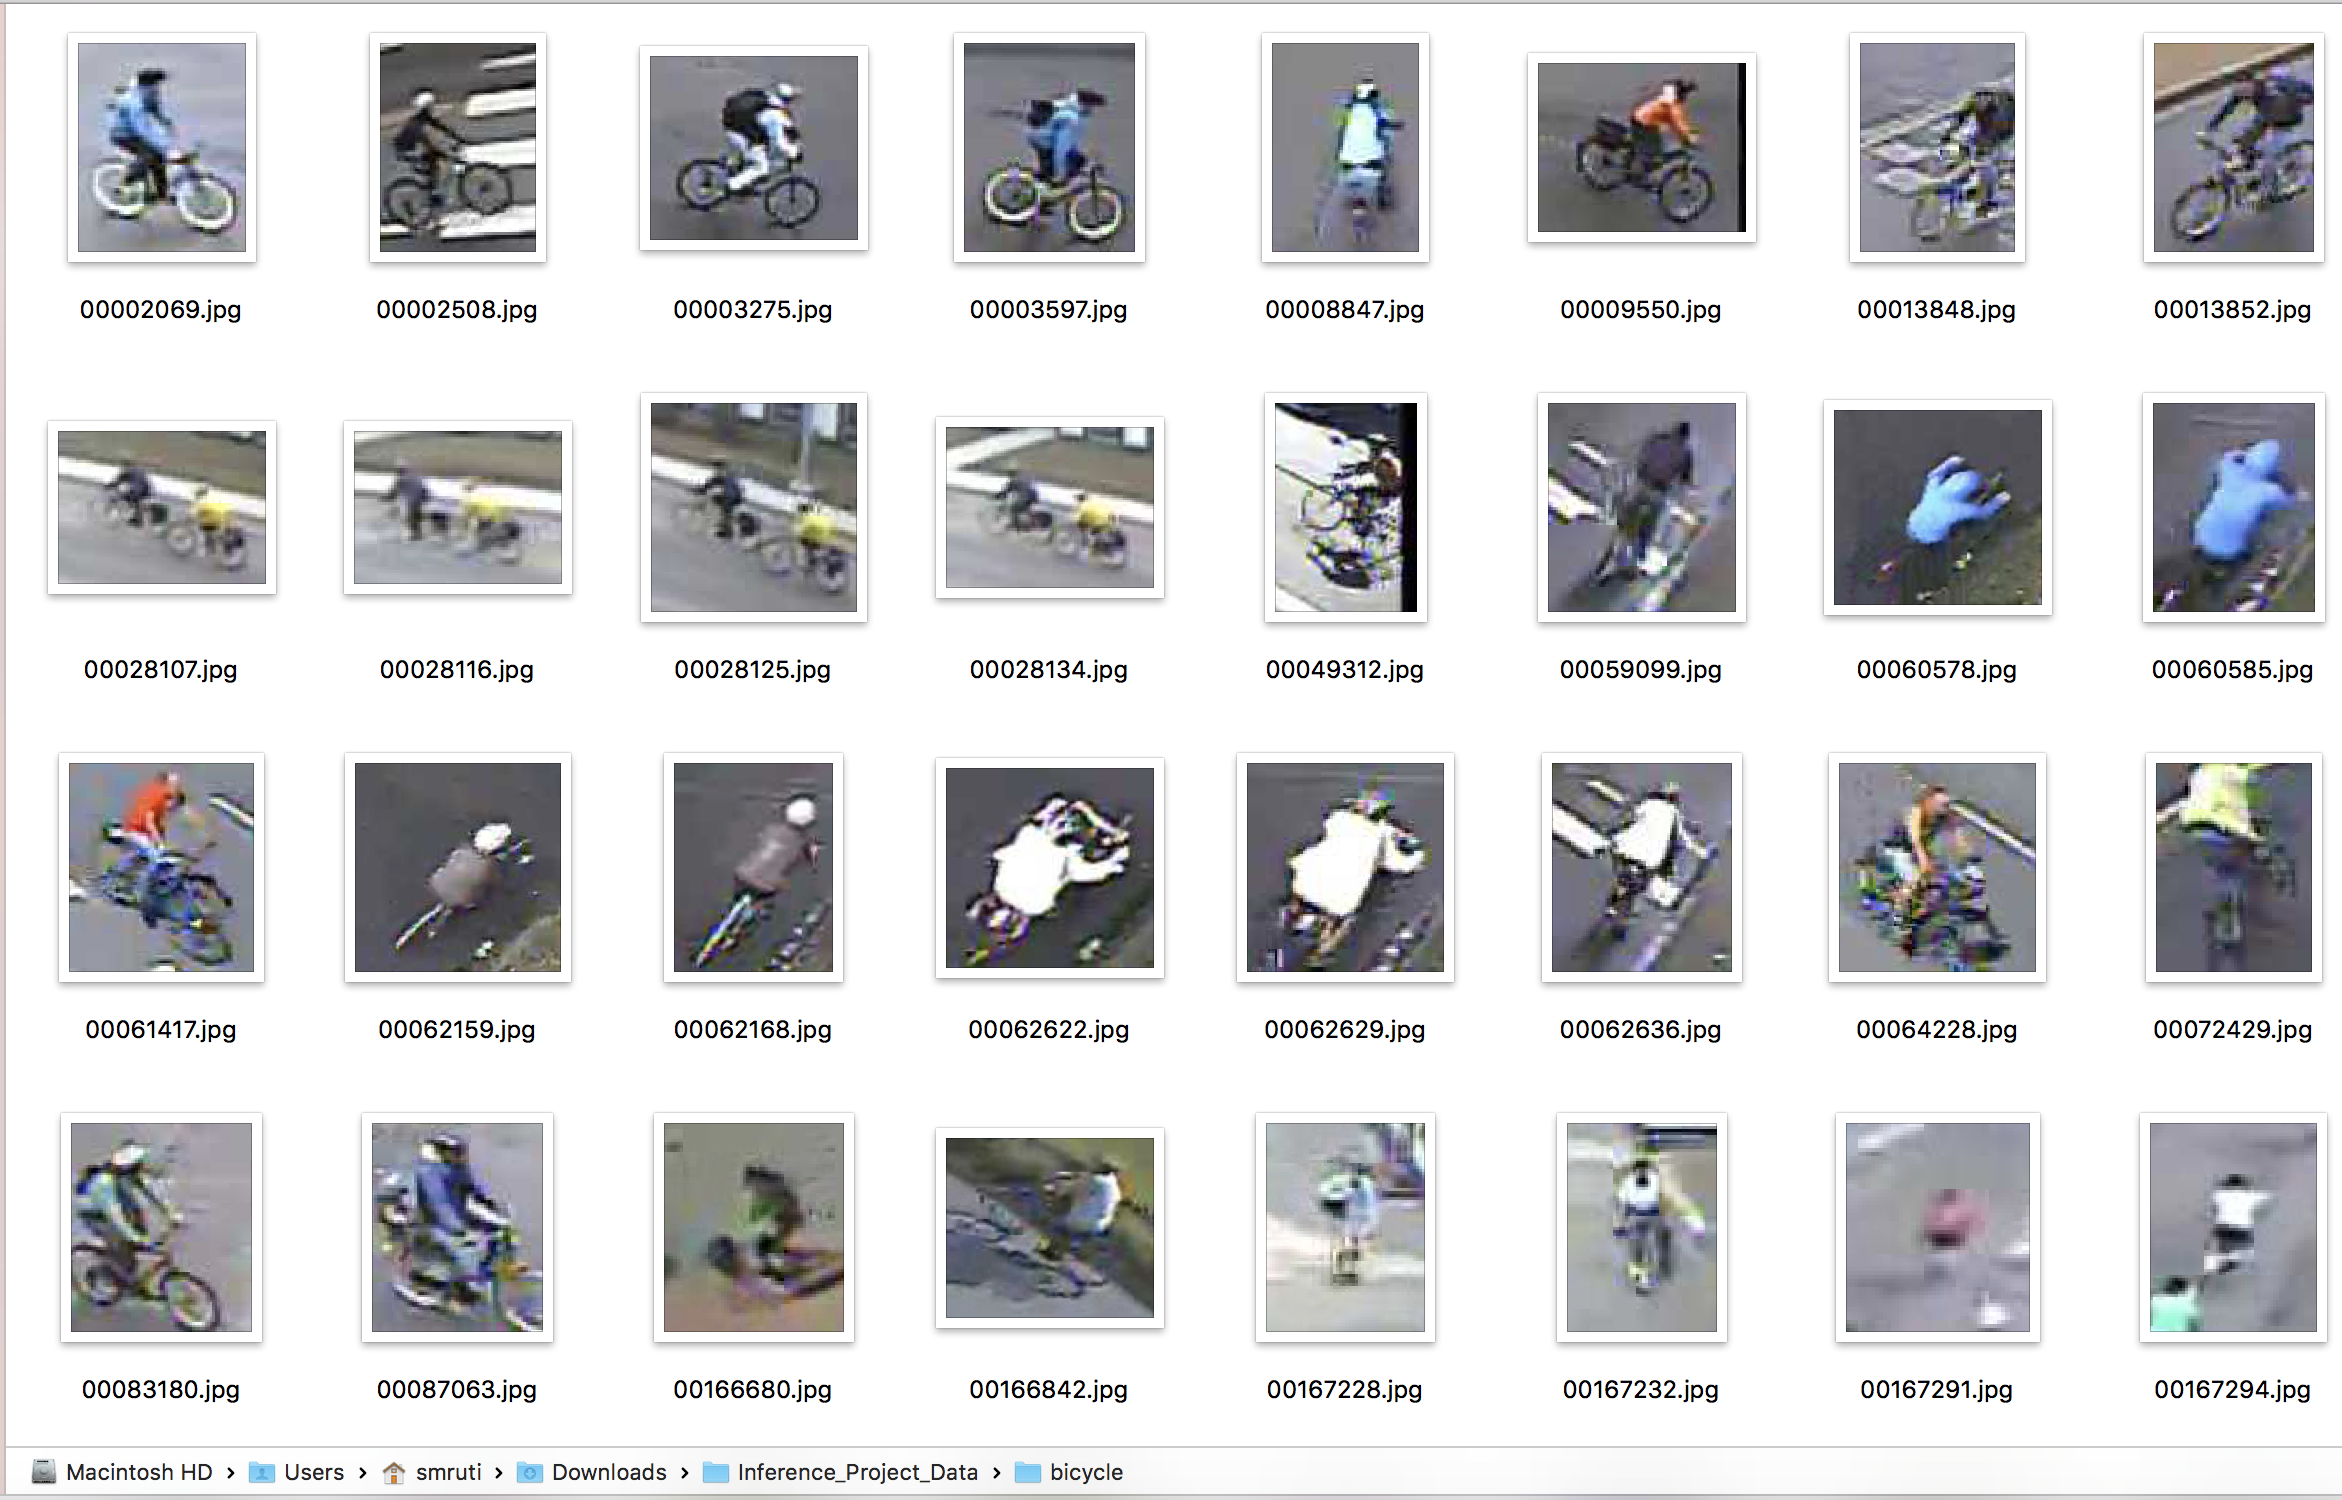 00002069.jpg 00002508.jpg 00003275.jpg 00003597.jpg 00008847.jpg 00009550.jpg 00013848.jpg 00013852.jpg
00028107.jpg 00028116.jpg 00028125.jpg 00028134.jpg 00049312.jpg 00059099.jpg 00060578.jpg 00060585.jpg
00061417.jpg 00062159.jpg 00062168.jpg 00062622.jpg 00062629.jpg 00062636.jpg 00064228.jpg 00072429.jpg
00083180.jpg 00087063.jpg 00166680.jpg 00166842.jpg 00167228.jpg 00167232.jpg 00167291.jpg 00167294.jpg
Macintosh HD › Users › smruti › Downloads › Inference_Project_Data › bicycle